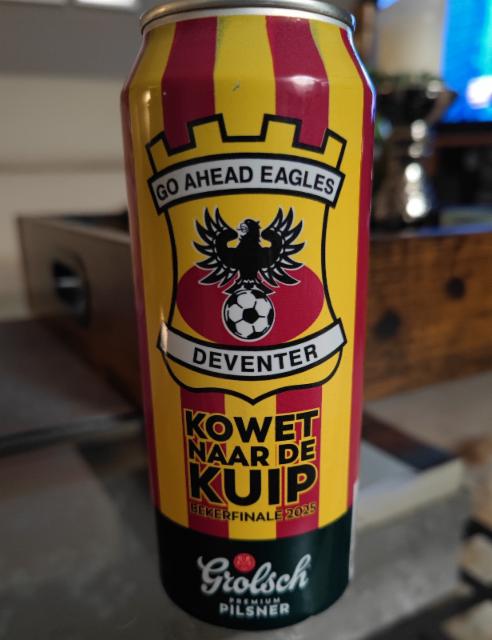 GO AHEAD EAGLES
DEVENTER
KOWET
NAAR DE
KUIP
BEKERFINALE 2025
Grolsch
PREMIUM
PILSNER